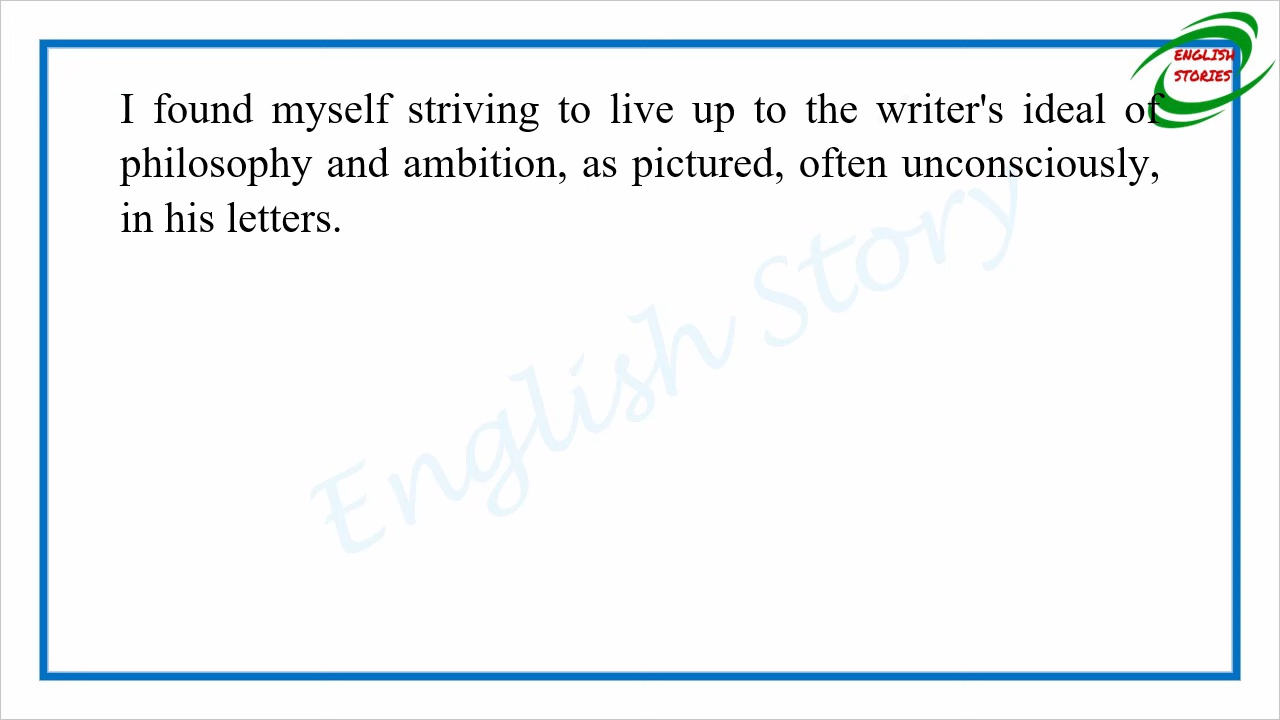 ENGLISH
STORIES
I found myself striving to live up to the writer's ideal of
philosophy and ambition, as pictured, often unconsciously,
in his letters.
English Story